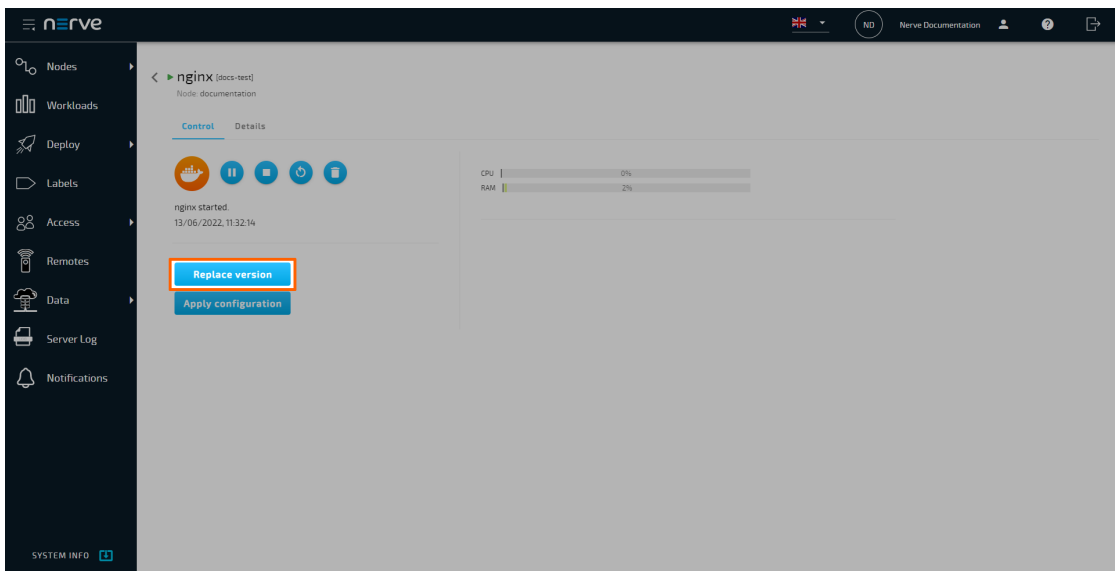 nerve
ND
Nerve Documentation
?
Nodes
Workloads
Deploy
Labels
Access
Remotes
Data
Server Log
Notifications
SYSTEM INFO
nginx [docs-test]
Node: documentation
Control Details
nginx started.
13/06/2022, 11:32:14
CPU 0%
RAM 2%
Replace version
Apply configuration